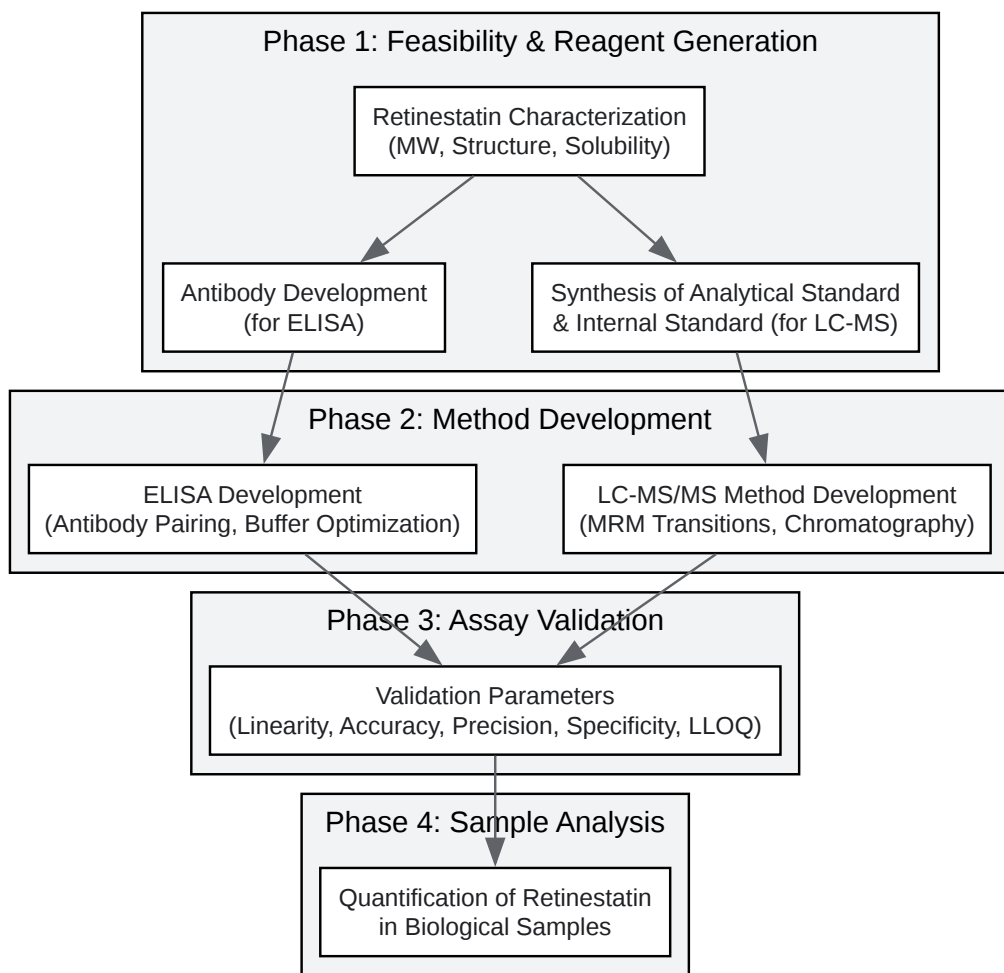 Phase 1: Feasibility & Reagent Generation
Retinestatin Characterization
(MW, Structure, Solubility)
Antibody Development
(for ELISA)
Synthesis of Analytical Standard
& Internal Standard (for LC-MS)
Phase 2: Method Development
ELISA Development
(Antibody Pairing, Buffer Optimization)
LC-MS/MS Method Development
(MRM Transitions, Chromatography)
Phase 3: Assay Validation
Validation Parameters
(Linearity, Accuracy, Precision, Specificity, LLOQ)
Phase 4: Sample Analysis
Quantification of Retinestatin
in Biological Samples